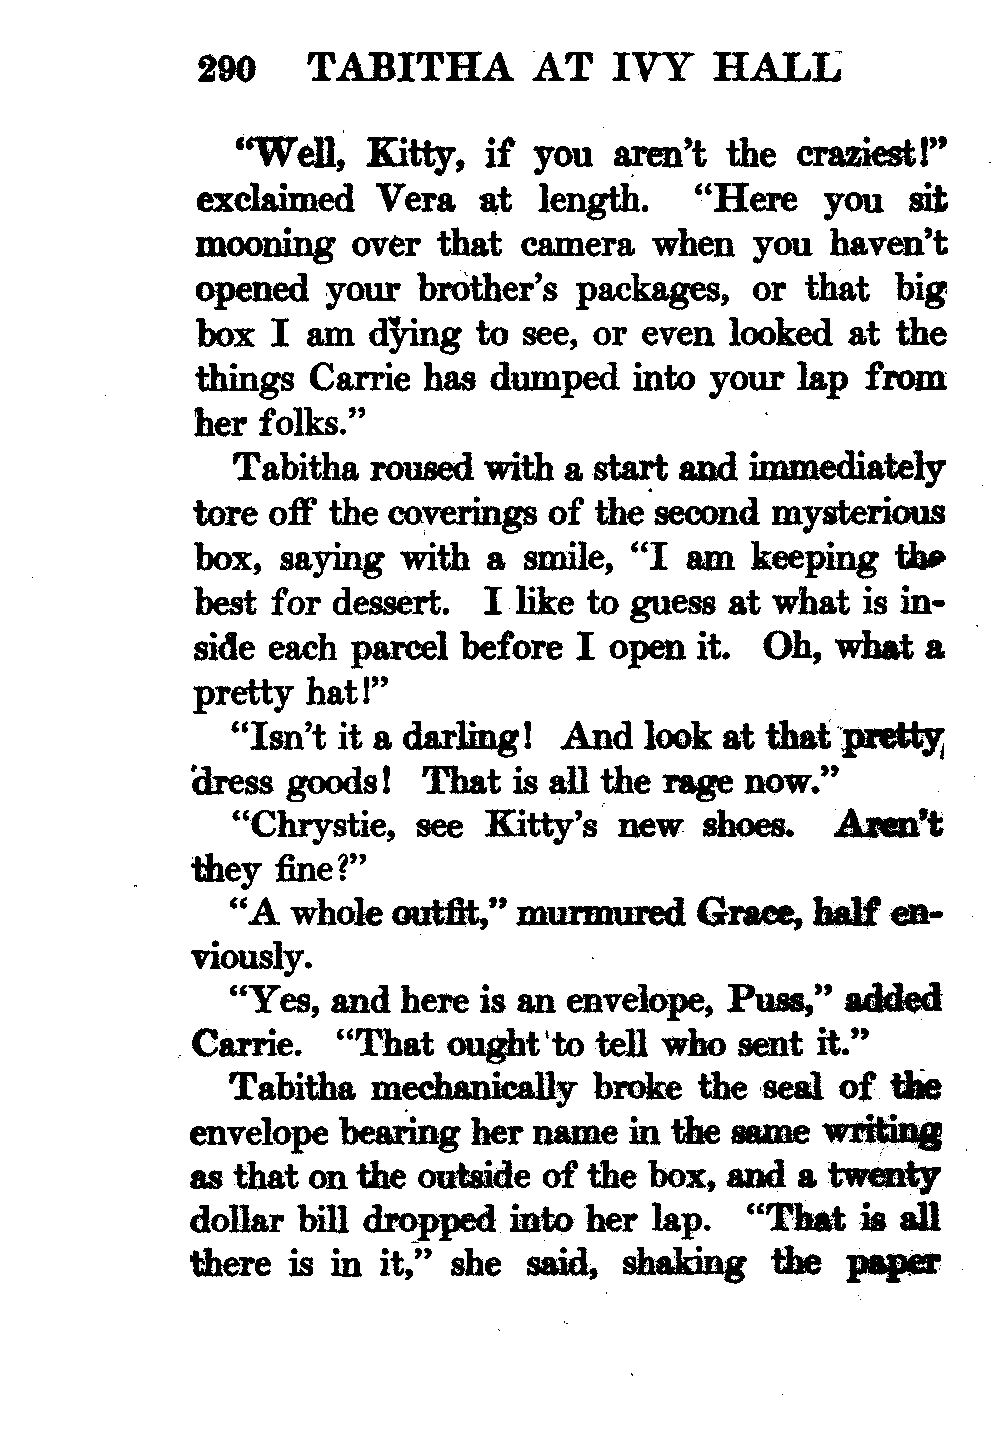 290 TABITHA AT IVY HALL
"Well, Kitty, if you aren't the craziest!"
exclaimed Vera at length. "Here you sit
mooning over that camera when you haven't
opened your brother's packages, or that big
box I am dying to see, or even looked at the
things Carrie has dumped into your lap from
her folks."
Tabitha roused with a start and immediately
tore off the coverings of the second mysterious
box, saying with a smile, "I am keeping the
best for dessert. I like to guess at what is in-
side each parcel before I open it. Oh, what a
pretty hat!"
"Isn't it a darling! And look at that pretty
dress goods! That is all the rage now."
"Chrystie, see Kitty's new shoes. Aren't
they fine?"
"A whole outfit," murmured Grace, half en-
viously.
"Yes, and here is an envelope, Puss," added
Carrie. "That ought to tell who sent it."
Tabitha mechanically broke the seal of the
envelope bearing her name in the same writing
as that on the outside of the box, and a twenty
dollar bill dropped into her lap. "That is all
there is in it," she said, shaking the paper